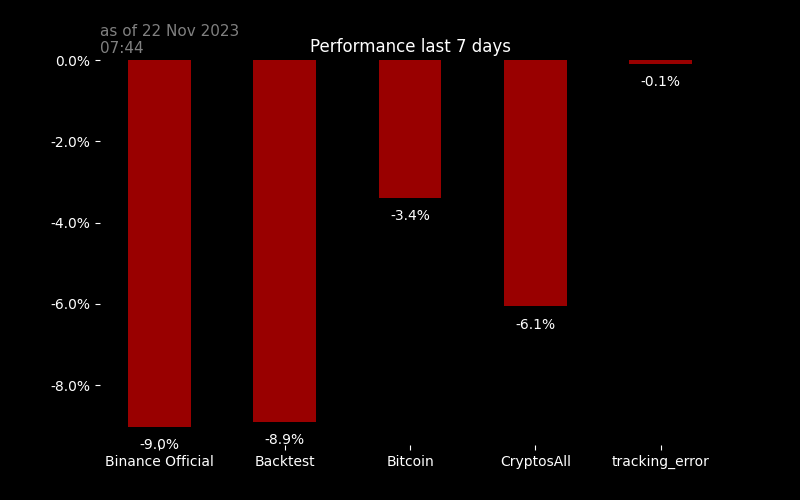 as of 22 Nov 2023
07:44
Performance last 7 days
0.0%
-2.0%
-4.0%
-6.0%
-8.0%
-9.0%
-8.9%
-3.4%
-6.1%
-0.1%
Binance Official
Backtest
Bitcoin
CryptosAll
tracking_error